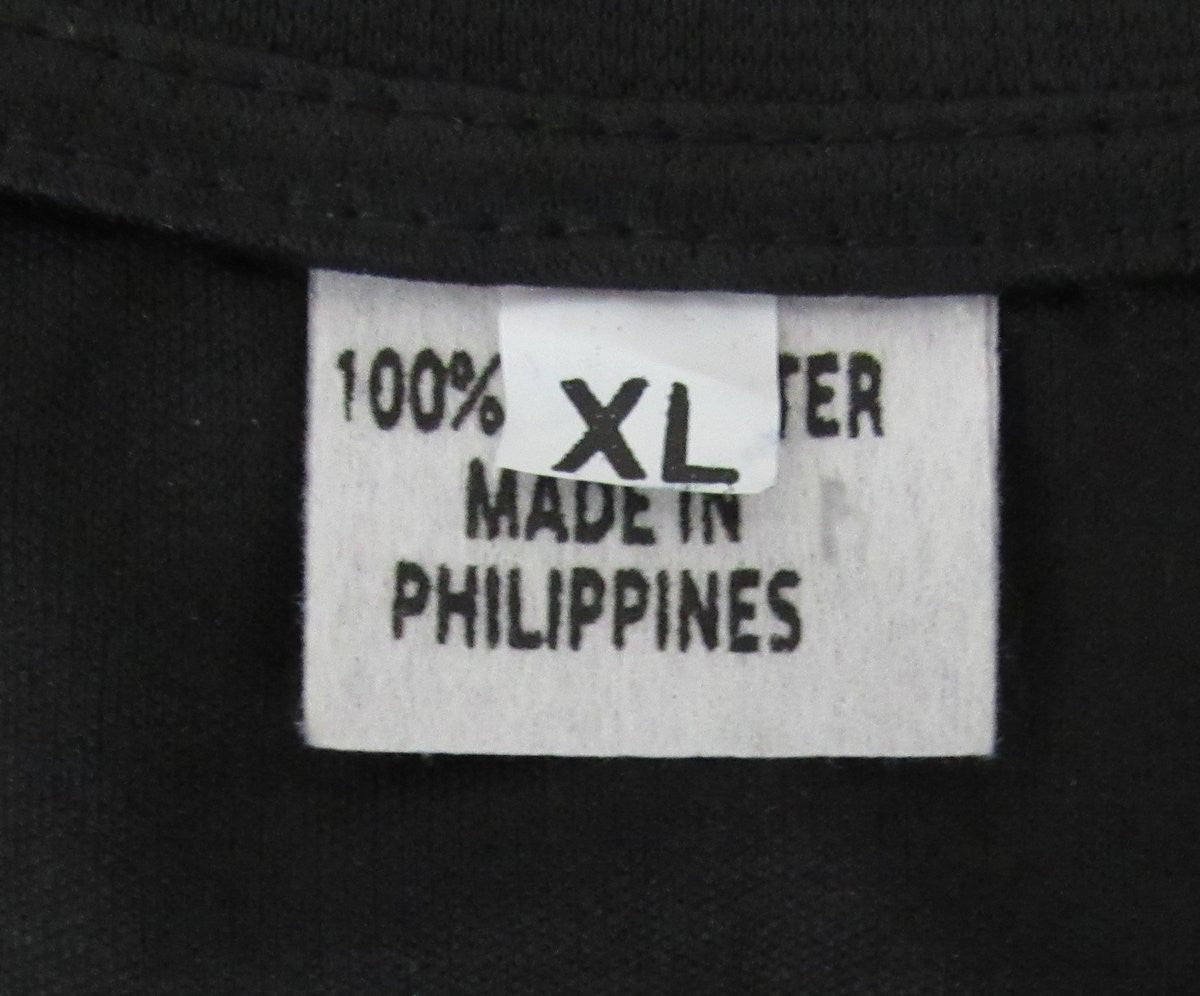 100% TER
XL
MADE IN
PHILIPPINES